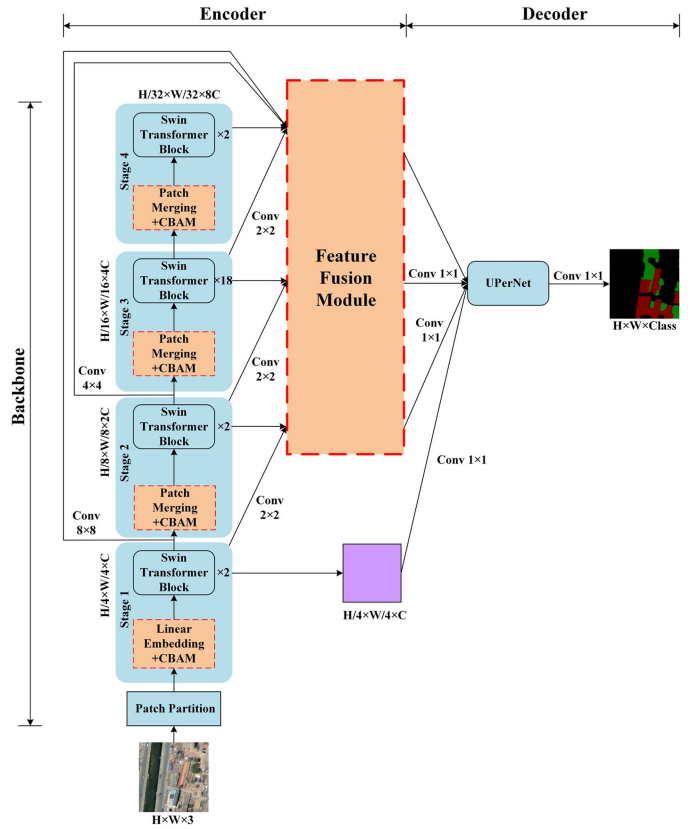 Encoder
Decoder
Backbone
H/32×W/32×8C
Stage 4
Swin
Transformer
Block
×2
Patch
Merging
+CBAM
Conv
2×2
H/16×W/16×4C
Stage 3
Swin
Transformer
Block
×18
Patch
Merging
+CBAM
Conv
4×4
Conv
2×2
H/8×W/8×2C
Stage 2
Swin
Transformer
Block
×2
Patch
Merging
+CBAM
Conv
8×8
Conv
2×2
H/4×W/4×C
Stage 1
Swin
Transformer
Block
×2
Linear
Embedding
+CBAM
Patch Partition
H×W×3
Feature
Fusion
Module
Conv 1×1
Conv
1×1
Conv 1×1
H/4×W/4×C
UPerNet
Conv 1×1
H×W×Class